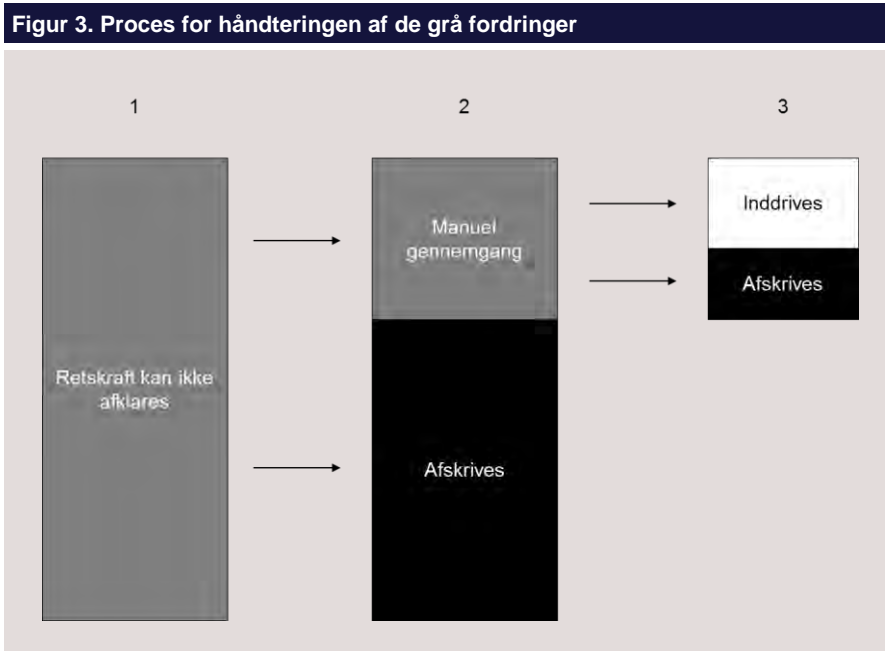 Figur 3. Proces for håndteringen af de grå fordringer
1
2
3
Retskraft kan ikke
afklares
Manuel
gennemgang
Afskrives
Inddrives
Afskrives